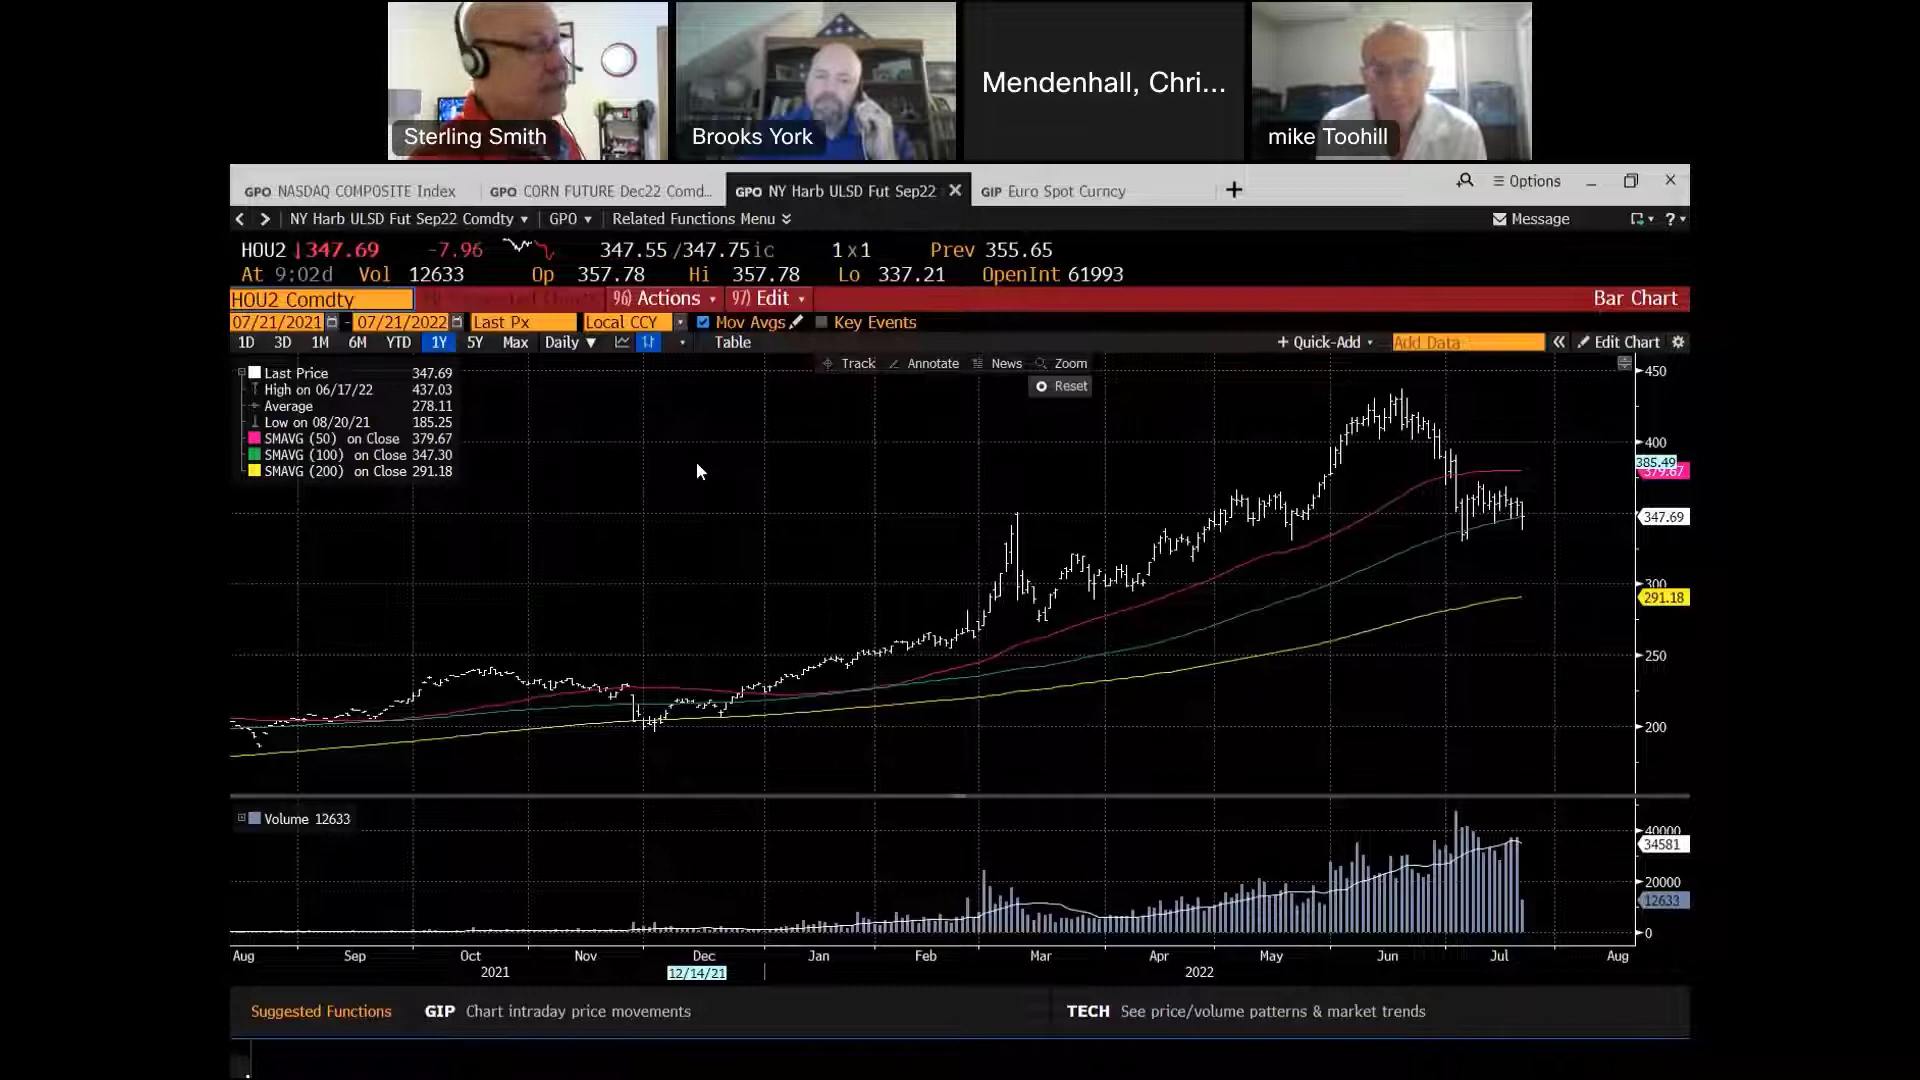 Sterling Smith
Brooks York
Mendenhall, Chri...
mike Toohill
GPO NASDAQ COMPOSITE Index
GPO CORN FUTURE Dec22 Comd...
GPO NY Harb ULSD Fut Sep22
GIP Euro Spot Curncy
Options
NY Harb ULSD Fut Sep22 Comdty GPO Related Functions Menu Message ?
HOU2 ↓347.69 -7.96 347.55/347.75ic 1x1 Prev 355.65
At 9:02d Vol 12633 Op 357.78 Hi 357.78 Lo 337.21 OpenInt 61993
HOU2 Comdty 96) Actions 97) Edit Bar Chart
07/21/2021 - 07/21/2022 Last Px Local CCY Mov Avgs Key Events
1D 3D 1M 6M YTD 1Y 5Y Max Daily ▼ Table + Quick-Add Add Data « Edit Chart
Track Annotate News Zoom
Reset
Last Price 347.69
High on 06/17/22 437.03
Average 278.11
Low on 08/20/21 185.25
SMAVG (50) on Close 379.67
SMAVG (100) on Close 347.30
SMAVG (200) on Close 291.18
450
400
385.49
379.67
347.69
300
291.18
250
200
Volume 12633
40000
34581
20000
12633
0
Aug Sep Oct Nov Dec Jan Feb Mar Apr May Jun Jul Aug
2021 12/14/21 2022
Suggested Functions GIP Chart intraday price movements TECH See price/volume patterns & market trends